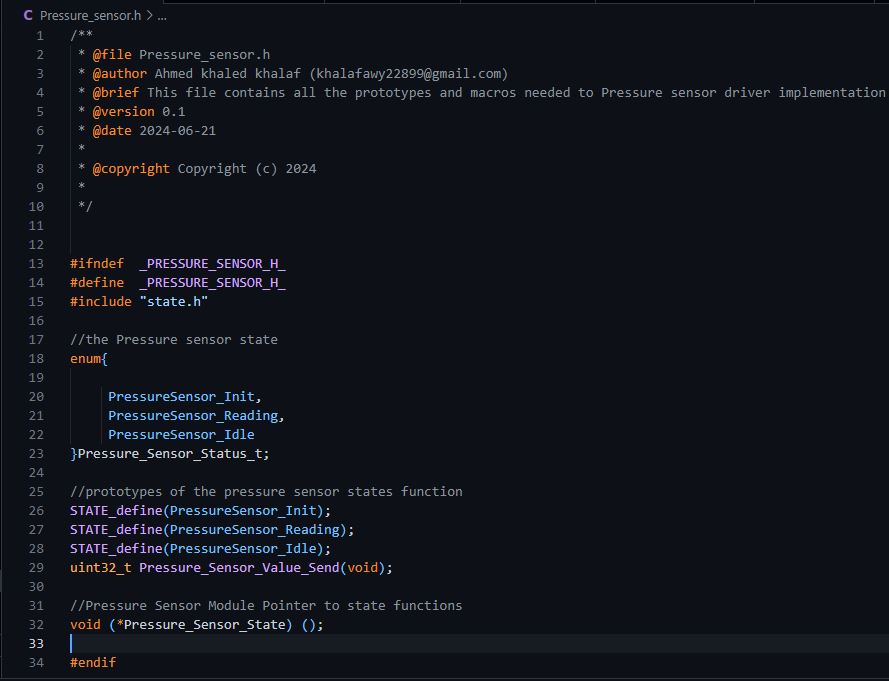 C Pressure_sensor.h > ...
1 /**
2 * @file Pressure_sensor.h
3 * @author Ahmed khaled khalaf (khalafawy22899@gmail.com)
4 * @brief This file contains all the prototypes and macros needed to Pressure sensor driver implementation
5 * @version 0.1
6 * @date 2024-06-21
7 *
8 * @copyright Copyright (c) 2024
9 *
10 */
11
12
13 #ifndef  _PRESSURE_SENSOR_H_
14 #define  _PRESSURE_SENSOR_H_
15 #include "state.h"
16
17 //the Pressure sensor state
18 enum{
19
20      PressureSensor_Init,
21      PressureSensor_Reading,
22      PressureSensor_Idle
23 }Pressure_Sensor_Status_t;
24
25 //prototypes of the pressure sensor states function
26 STATE_define(PressureSensor_Init);
27 STATE_define(PressureSensor_Reading);
28 STATE_define(PressureSensor_Idle);
29 uint32_t Pressure_Sensor_Value_Send(void);
30
31 //Pressure Sensor Module Pointer to state functions
32 void (*Pressure_Sensor_State) ();
33
34 #endif